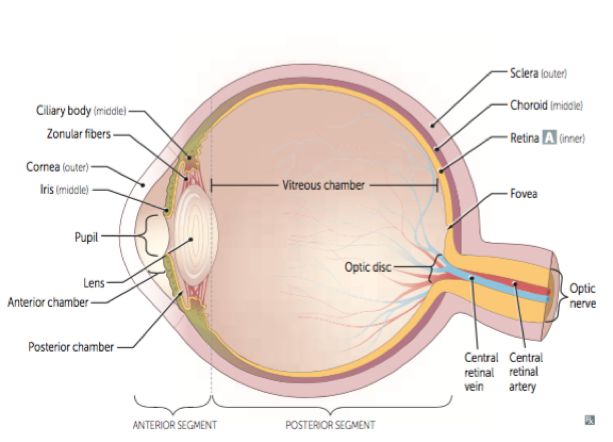 Sclera (outer)
Choroid (middle)
Retina A (inner)
Ciliary body (middle)
Zonular fibers
Cornea (outer)
Iris (middle)
Vitreous chamber
Fovea
Pupil
Optic disc
Lens
Anterior chamber
Optic
nerve
Posterior chamber
Central
retinal
vein
Central
retinal
artery
ANTERIOR SEGMENT
POSTERIOR SEGMENT